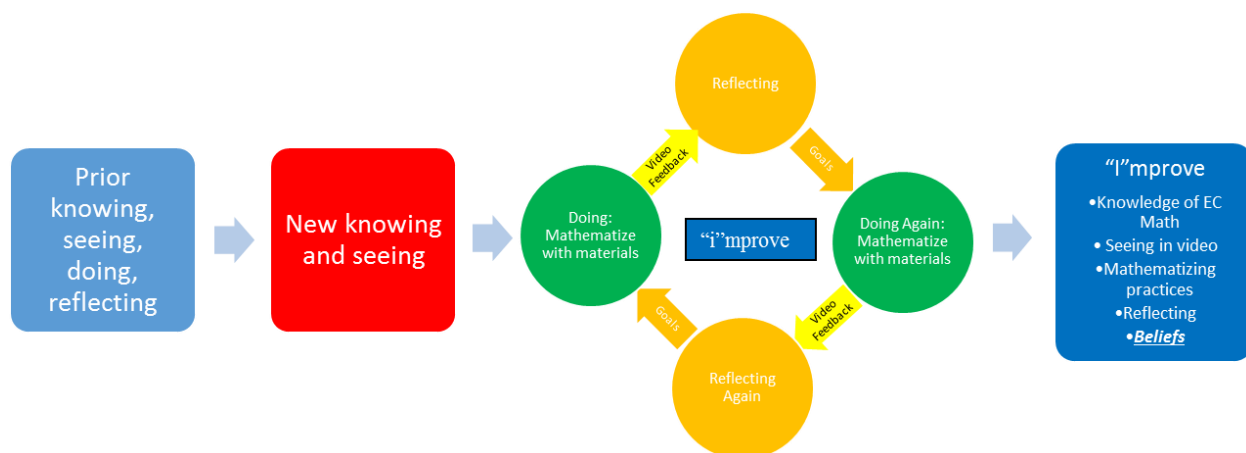 Prior
knowing,
seeing,
doing,
reflecting
New knowing
and seeing
Doing:
Mathematize
with materials
Video
Feedback
Reflecting
Goals
"i"mprove
Doing Again:
Mathematize
with materials
Video
Feedback
Reflecting
Again
Goals
“I”mprove
•Knowledge of EC
Math
• Seeing in video
•Mathematizing
practices
•Reflecting
•Beliefs